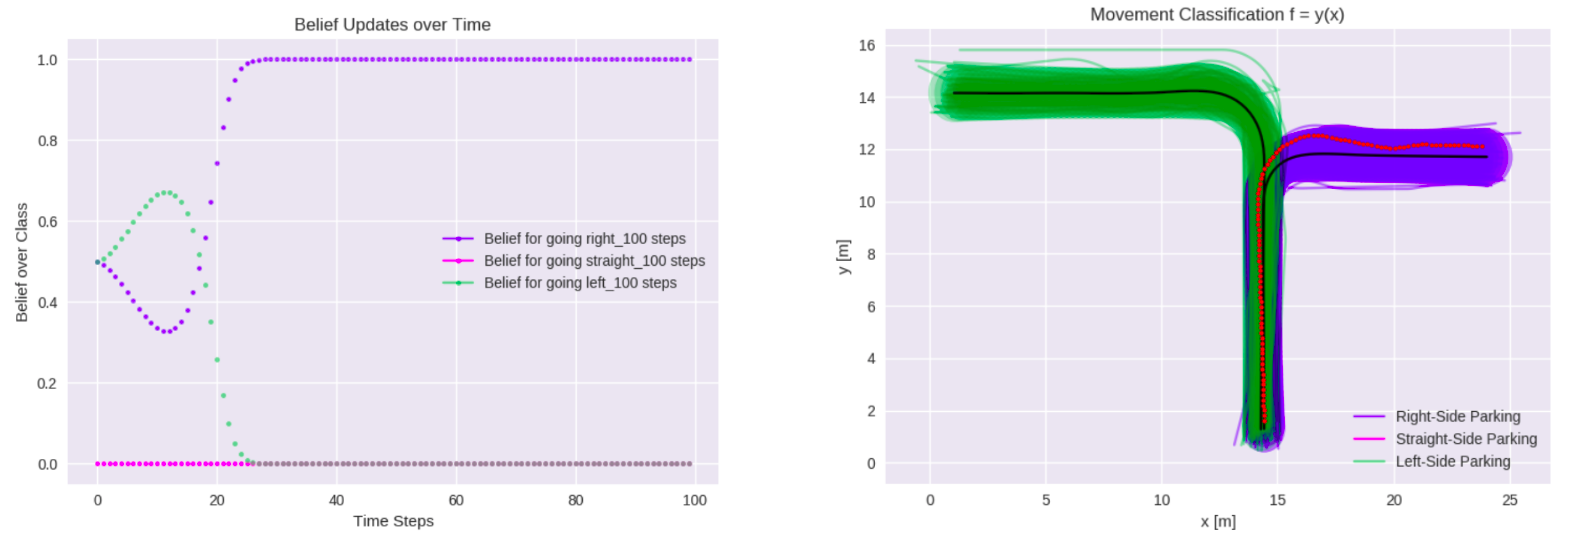 Belief Updates over Time
1.0
0.8
0.6
0.4
0.2
0.0
Belief over Class
Belief for going right_100 steps
Belief for going straight_100 steps
Belief for going left_100 steps
0 20 40 60 80 100
Time Steps
Movement Classification f = y(x)
16
14
12
10
8
6
4
2
0
y [m]
Right-Side Parking
Straight-Side Parking
Left-Side Parking
0 5 10 15 20 25
x [m]